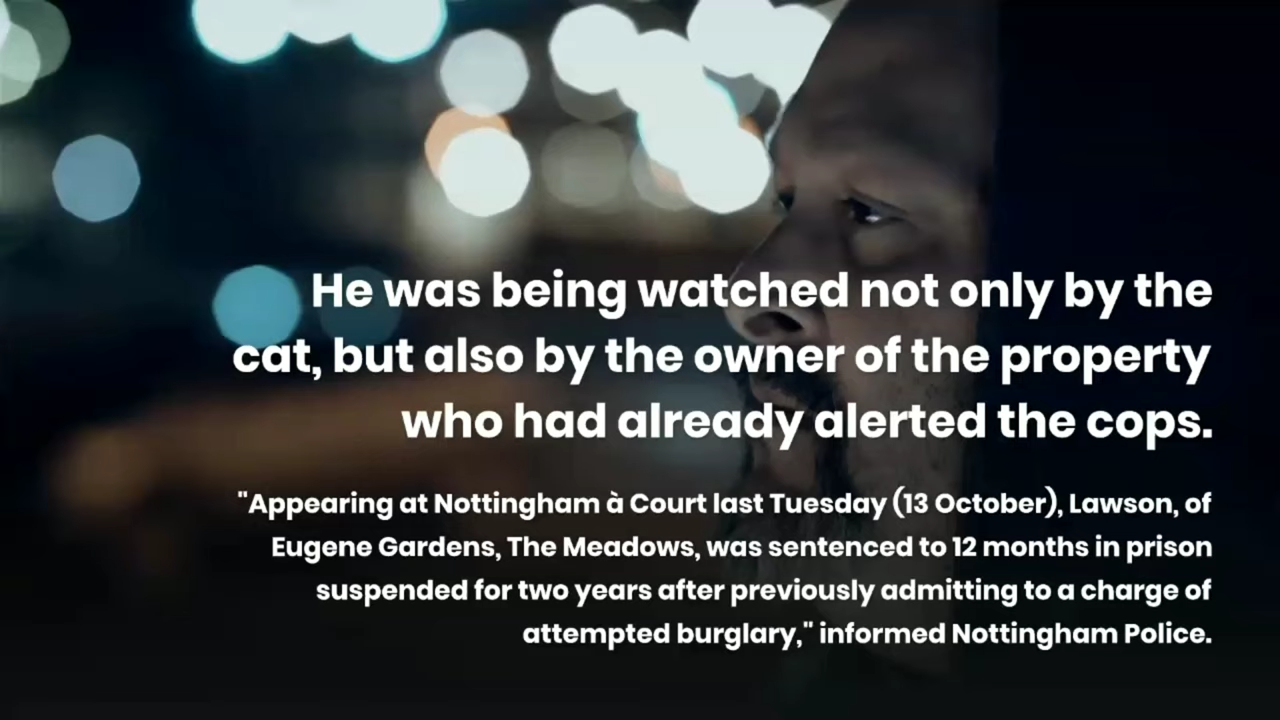 He was being watched not only by the
cat, but also by the owner of the property
who had already alerted the cops.
"Appearing at Nottingham à Court last Tuesday (13 October), Lawson, of
Eugene Gardens, The Meadows, was sentenced to 12 months in prison
suspended for two years after previously admitting to a charge of
attempted burglary," informed Nottingham Police.